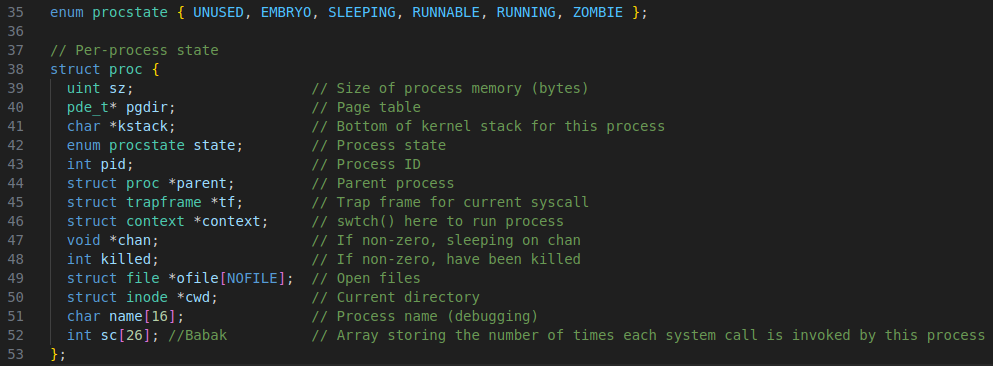 35 enum procstate { UNUSED, EMBRYO, SLEEPING, RUNNABLE, RUNNING, ZOMBIE };
36
37 // Per-process state
38 struct proc {
39   uint sz;                     // Size of process memory (bytes)
40   pde_t* pgdir;                // Page table
41   char *kstack;                // Bottom of kernel stack for this process
42   enum procstate state;        // Process state
43   int pid;                     // Process ID
44   struct proc *parent;         // Parent process
45   struct trapframe *tf;        // Trap frame for current syscall
46   struct context *context;     // swtch() here to run process
47   void *chan;                  // If non-zero, sleeping on chan
48   int killed;                  // If non-zero, have been killed
49   struct file *ofile[NOFILE];  // Open files
50   struct inode *cwd;           // Current directory
51   char name[16];               // Process name (debugging)
52   int sc[26]; //Babak          // Array storing the number of times each system call is invoked by this process
53 };